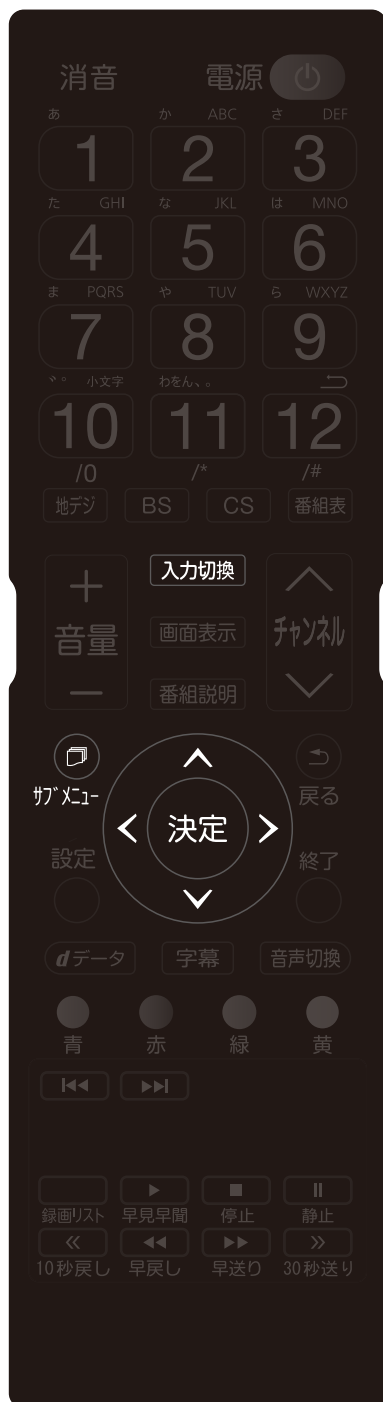 消音 電源
あ か ABC さ DEF
1 2 3
た GHI な JKL は MNO
4 5 6
ま PQRS や TUV ら WXYZ
7 8 9
゛゜ 小文字 わをん、。
10 11 12
/0 /* /#
地デジ BS CS 番組表
+ 入力切換
音量 画面表示 チャンネル
− 番組説明
サブメニュー 決定 戻る
設定 終了
dデータ 字幕 音声切換
青 赤 緑 黄
録画リスト 早見早聞 停止 静止
10秒戻し 早戻し 早送り 30秒送り